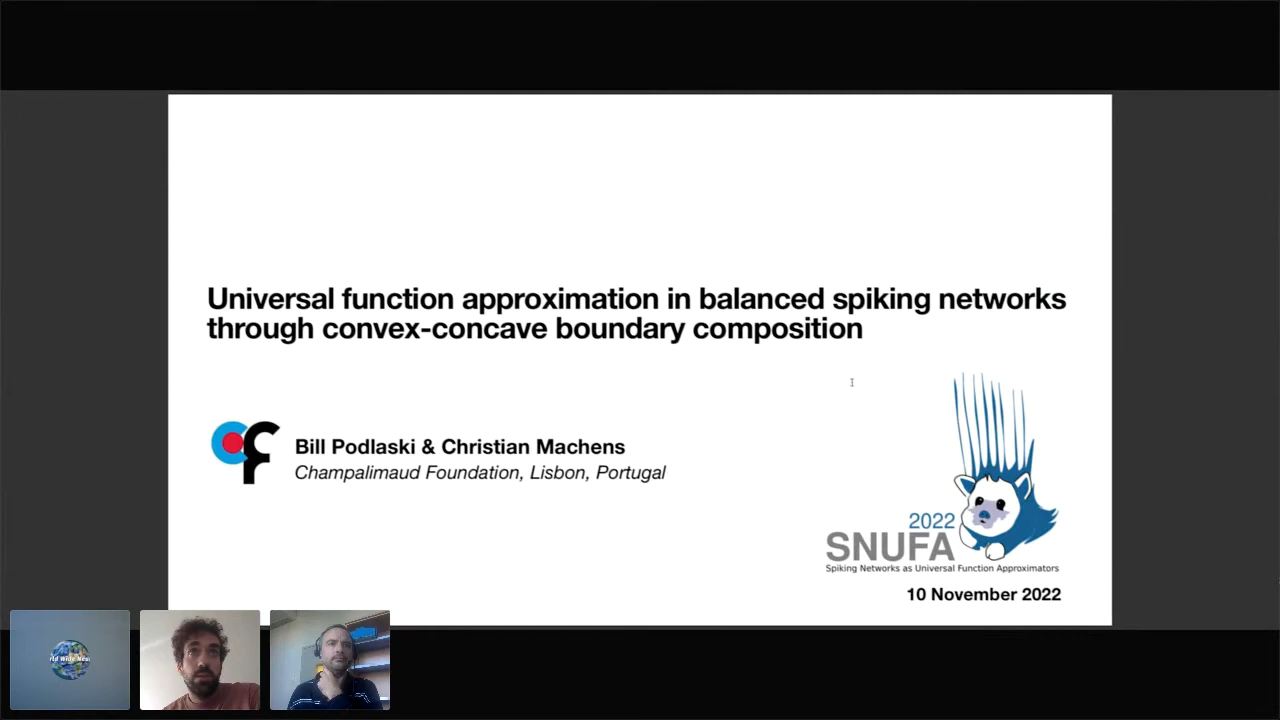 Universal function approximation in balanced spiking networks
through convex-concave boundary composition
Bill Podlaski & Christian Machens
Champalimaud Foundation, Lisbon, Portugal
2022
SNUFA
Spiking Networks as Universal Function Approximators
10 November 2022